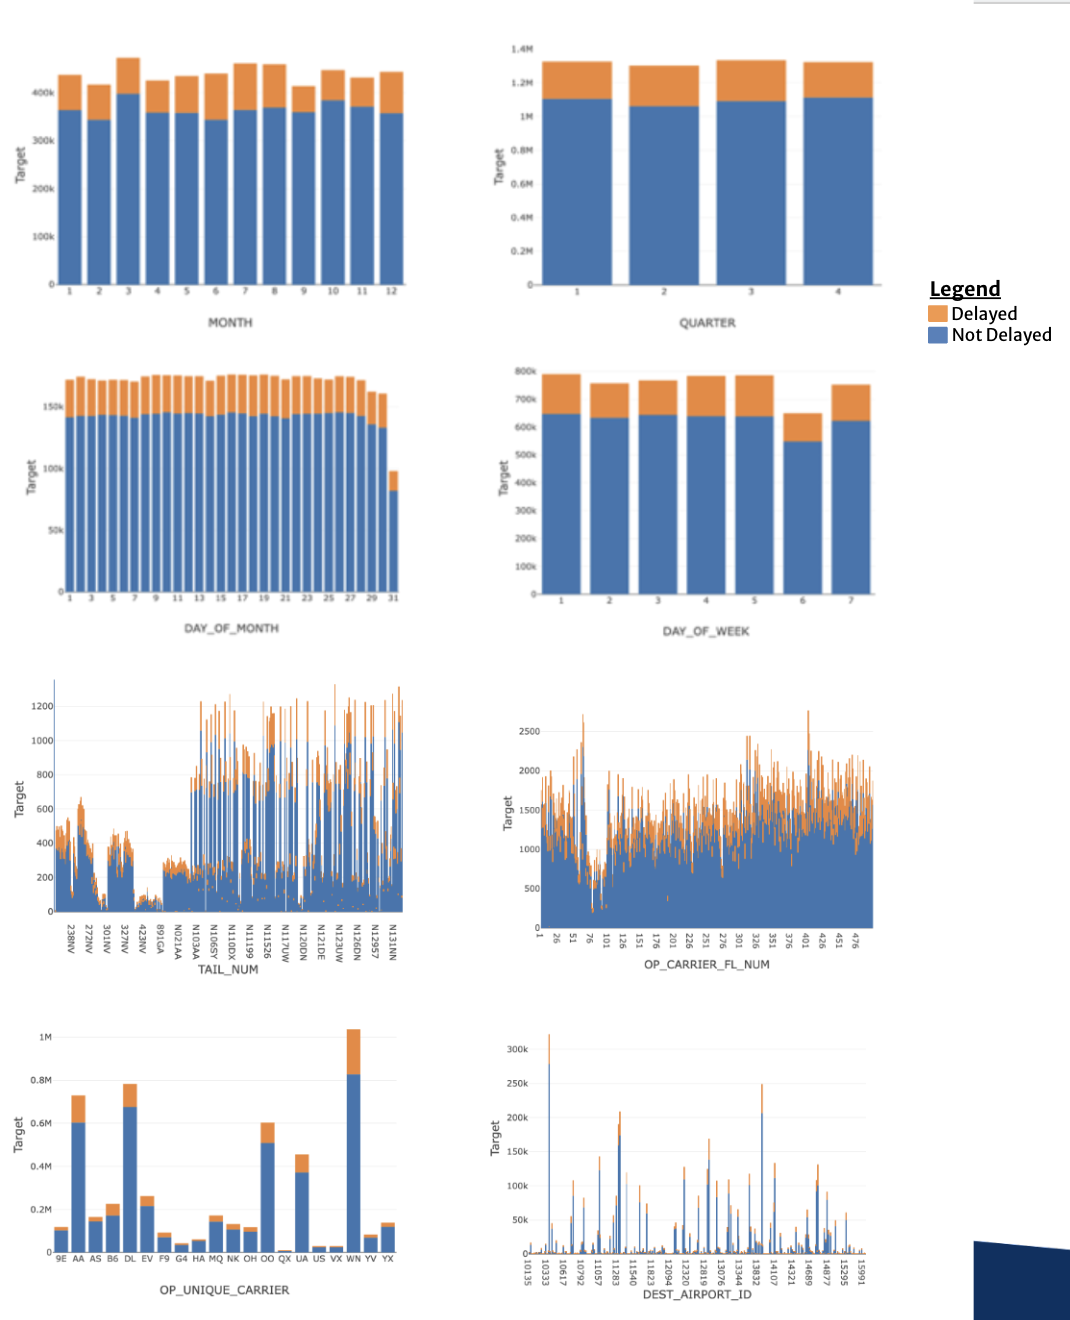 400k
300k
200k
100k
0
Target
1 2 3 4 5 6 7 8 9 10 11 12
MONTH
1.4M
1.2M
1M
0.8M
0.6M
0.4M
0.2M
0
Target
1 2 3 4
QUARTER
Legend
Delayed
Not Delayed
150k
100k
50k
0
Target
1 3 5 7 9 11 13 15 17 19 21 23 25 27 29 31
DAY_OF_MONTH
800k
700k
600k
500k
400k
300k
200k
100k
0
Target
1 2 3 4 5 6 7
DAY_OF_WEEK
1200
1000
800
600
400
200
0
Target
238NV 272NV 301NV 327NV 423NV 891GA N021AA N103AA N106SY N110DX N11199 N11526 N117UW N120DN N121DE N123UW N126DN N12957 N131NN
TAIL_NUM
2500
2000
1500
1000
500
0
Target
1 26 51 76 101 126 151 176 201 226 251 276 301 326 351 376 401 426 451 476
OP_CARRIER_FL_NUM
1M
0.8M
0.6M
0.4M
0.2M
0
Target
9E AA AS B6 DL EV F9 G4 HA MQ NK OH OO QX UA US VX WN YV YX
OP_UNIQUE_CARRIER
300k
250k
200k
150k
100k
50k
0
Target
10135 10333 10617 10792 11057 11283 11540 11823 12094 12320 12819 13076 13344 13832 14107 14321 14689 14877 15295 15991
DEST_AIRPORT_ID